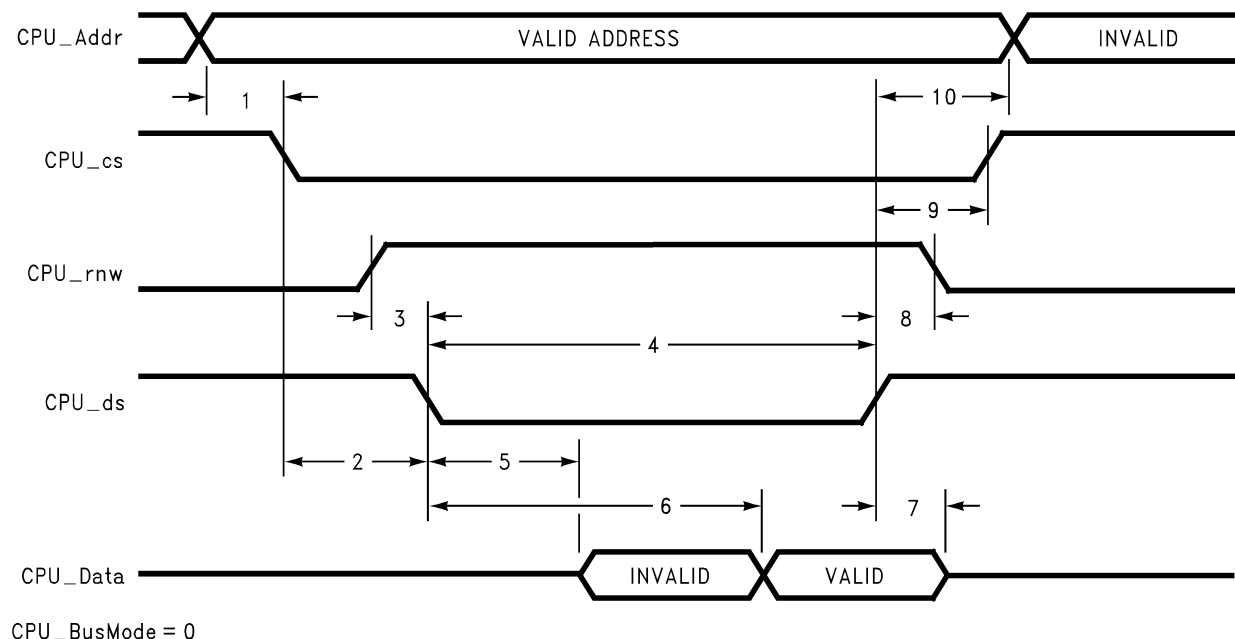 CPU_Addr VALID ADDRESS INVALID
1 10
CPU_cs
9
CPU_rnw
3 8
4
CPU_ds
2 5
6 7
CPU_Data INVALID VALID
CPU_BusMode = 0